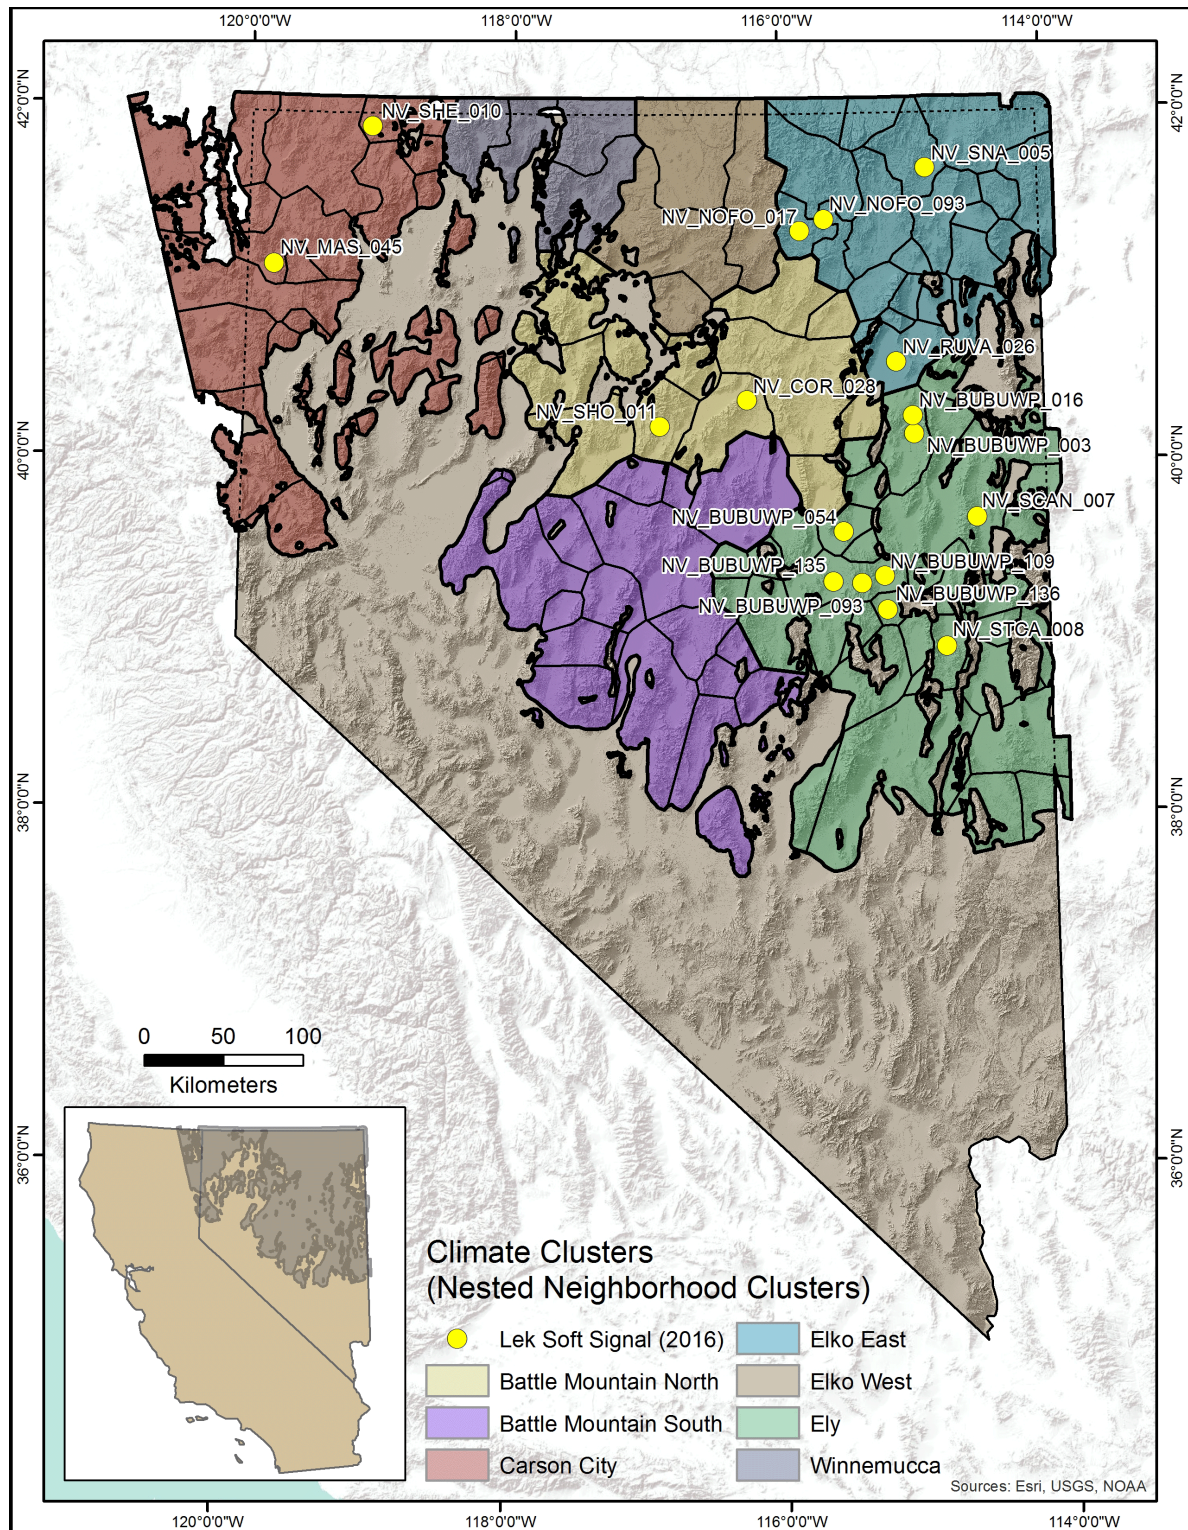 120°0'0"W
118°0'0"W
116°0'0"W
114°0'0"W
42°0'0"N
42°0'0"N
NV_SHE_010
NV_SNA_005
NV_NOFO_017
NV_NOFO_093
NV_MAS_045
NV_RUVA_026
NV_COR_028
NV_BUBUWP_016
NV_SHO_011
NV_BUBUWP_003
40°0'0"N
40°0'0"N
NV_SCAN_007
NV_BUBUWP_054
NV_BUBUWP_135
NV_BUBUWP_109
NV_BUBUWP_093
NV_BUBUWP_136
NV_STCA_008
38°0'0"N
38°0'0"N
0 50 100
Kilometers
36°0'0"N
36°0'0"N
Climate Clusters
(Nested Neighborhood Clusters)
Lek Soft Signal (2016)
Elko East
Battle Mountain North
Elko West
Battle Mountain South
Ely
Carson City
Winnemucca
Sources: Esri, USGS, NOAA
120°0'0"W
118°0'0"W
116°0'0"W
114°0'0"W